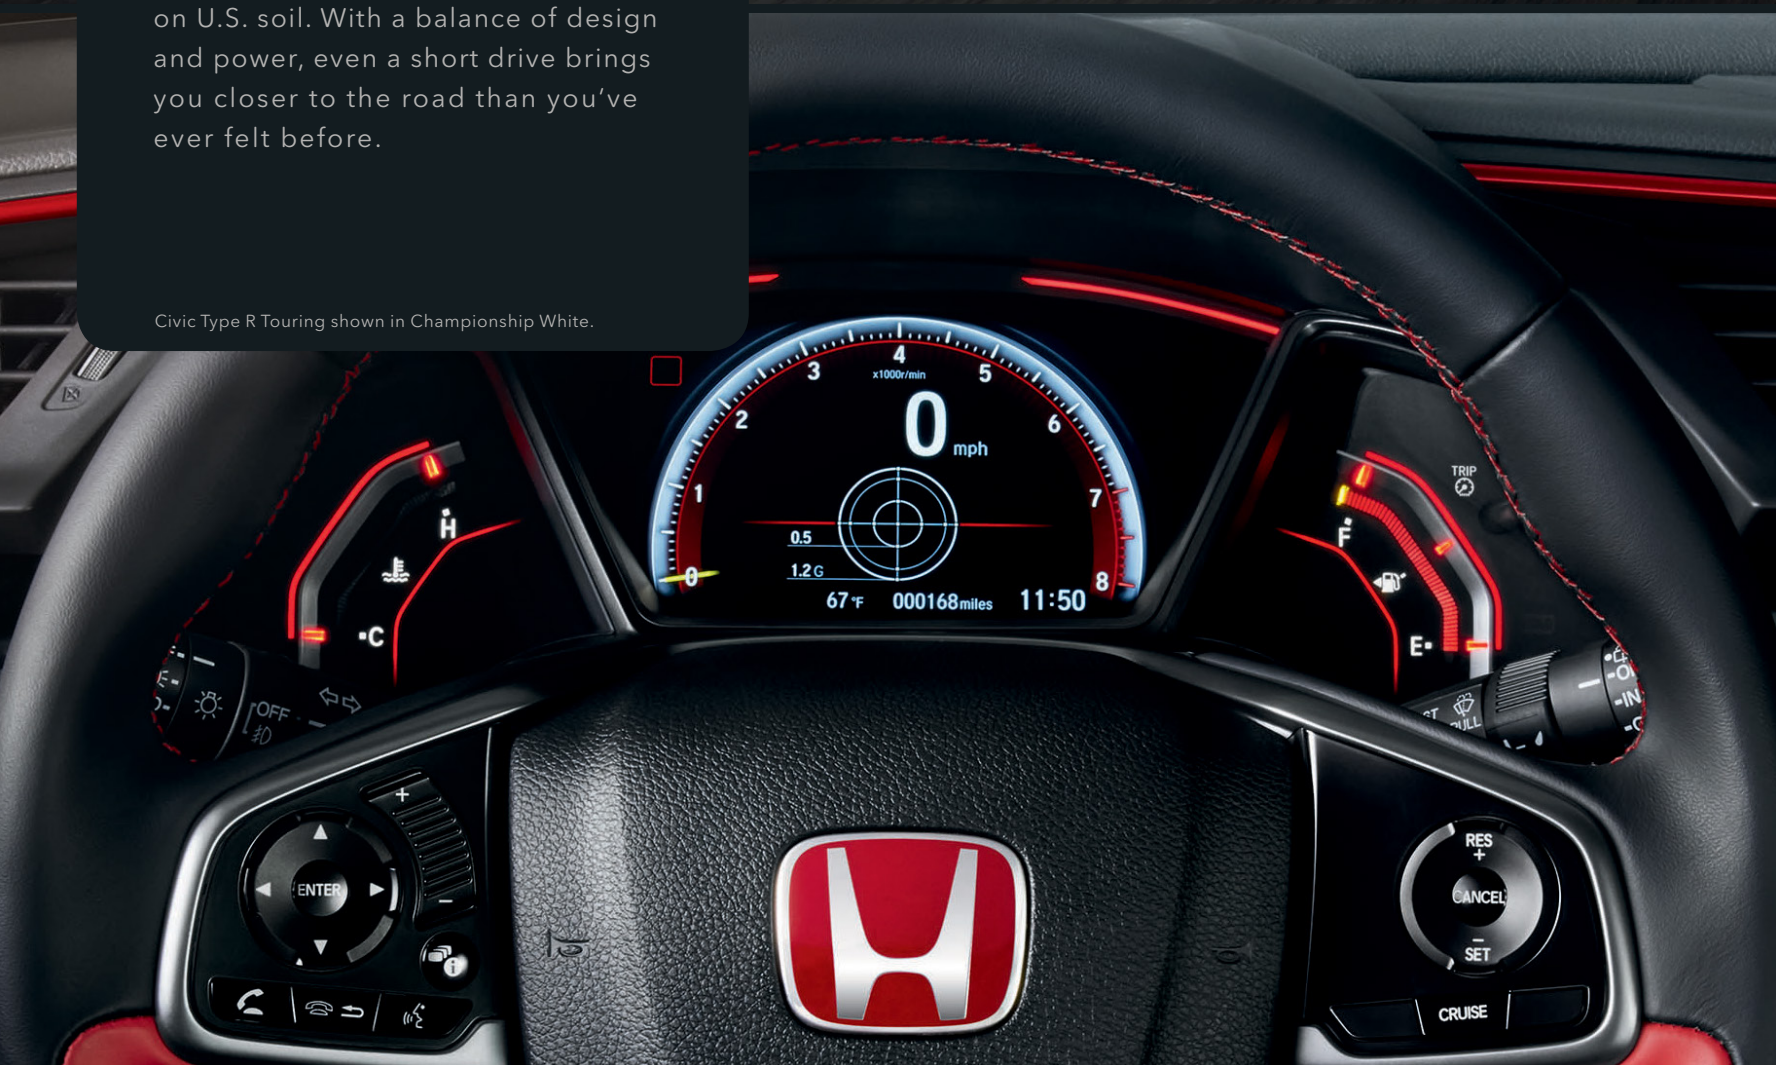 on U.S. soil. With a balance of design
and power, even a short drive brings
you closer to the road than you've
ever felt before.
Civic Type R Touring shown in Championship White.
4
x1000r/min
3
5
2
6
1
7
0
8
0 mph
0.5
1.2 G
67°F 000168 miles 11:50
H
C
TRIP
F
E
OFF
PULL
+
ENTER
-
i
RES
+
CANCEL
-
SET
CRUISE